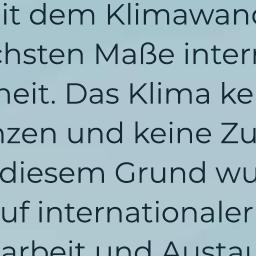 it dem Klimawand
chsten Maße intern
heit. Das Klima ke
nzen und keine Zu
diesem Grund wu
uf internationaler
arbeit und Austau